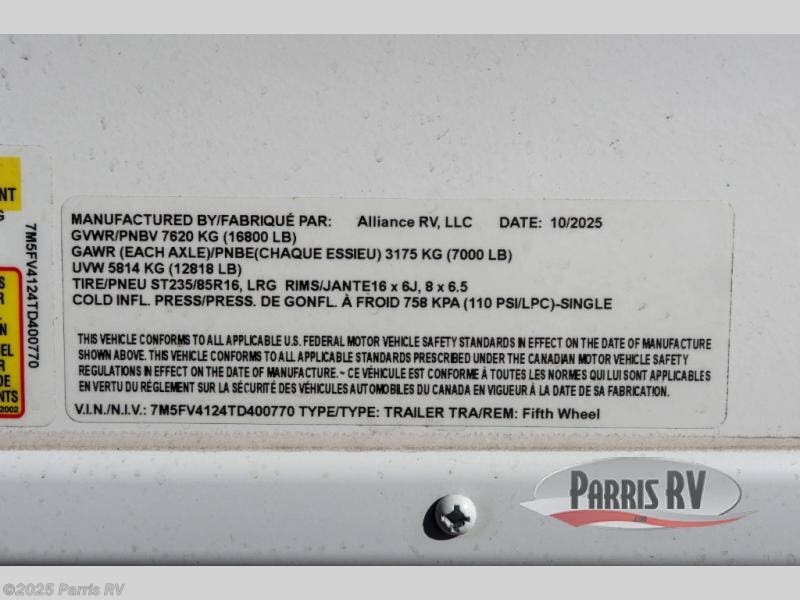 MANUFACTURED BY/FABRIQUÉ PAR: Alliance RV, LLC DATE: 10/2025
GVWR/PNBV 7620 KG (16800 LB)
GAWR (EACH AXLE)/PNBE(CHAQUE ESSIEU) 3175 KG (7000 LB)
UVW 5814 KG (12818 LB)
TIRE/PNEU ST235/85R16, LRG RIMS/JANTE16 x 6J, 8 x 6.5
COLD INFL. PRESS/PRESS. DE GONFL. À FROID 758 KPA (110 PSI/LPC)-SINGLE
THIS VEHICLE CONFORMS TO ALL APPLICABLE U.S. FEDERAL MOTOR VEHICLE SAFETY STANDARDS IN EFFECT ON THE DATE OF MANUFACTURE
SHOWN ABOVE. THIS VEHICLE CONFORMS TO ALL APPLICABLE STANDARDS PRESCRIBED UNDER THE CANADIAN MOTOR VEHICLE SAFETY
REGULATIONS IN EFFECT ON THE DATE OF MANUFACTURE.~ CE VÉHICULE EST CONFORME À TOUTES LES NORMES QUI LUI SONT APPLICABLES
EN VERTU DU RÉGLEMENT SUR LA SÉCURITÉ DES VÉHICULES AUTOMOBILES DU CANADA EN VIGUEUR À LA DATE DE SA FABRICATION.
V.I.N./N.I.V.: 7M5FV4124TD400770 TYPE/TYPE: TRAILER TRA/REM: Fifth Wheel
7M5FV4124TD400770
2002
PARRIS RV
©2025 Parris RV